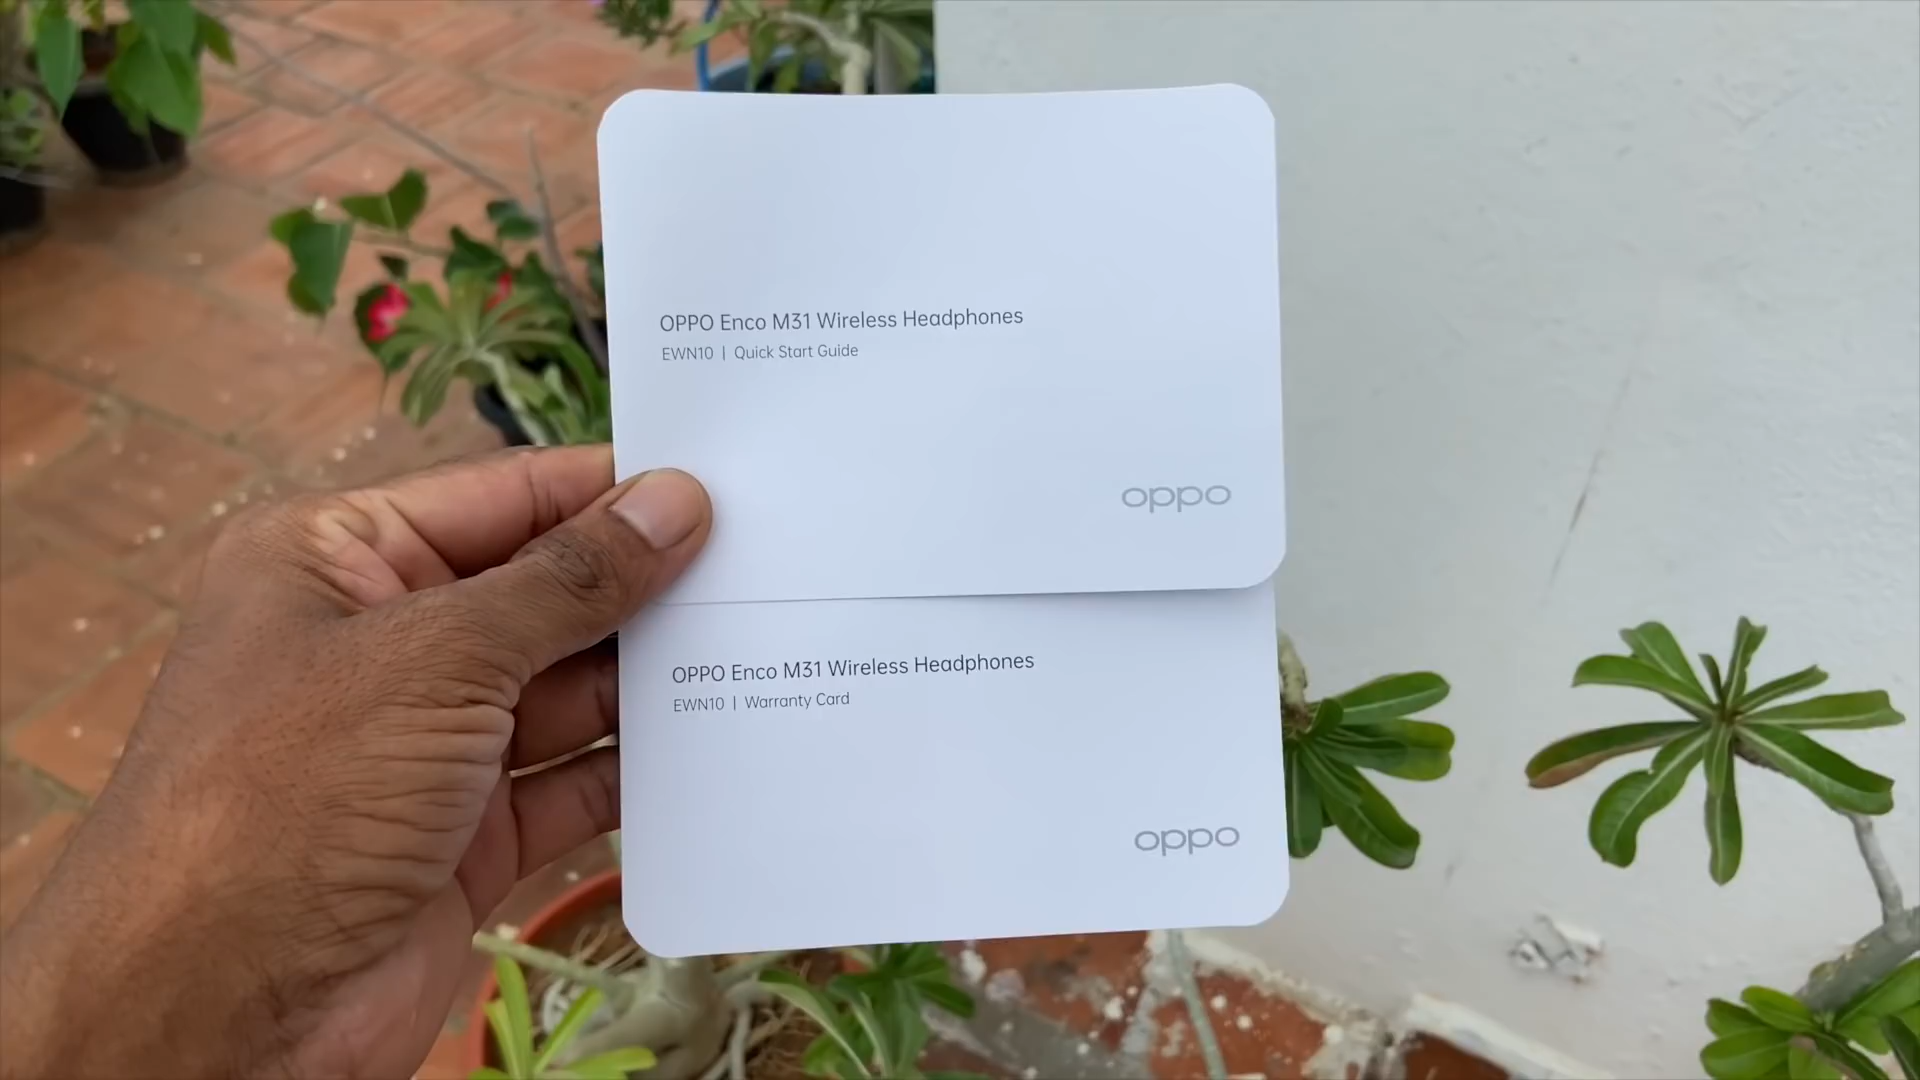 OPPO Enco M31 Wireless Headphones
EWN10 | Quick Start Guide
oppo
OPPO Enco M31 Wireless Headphones
EWN10 | Warranty Card
oppo